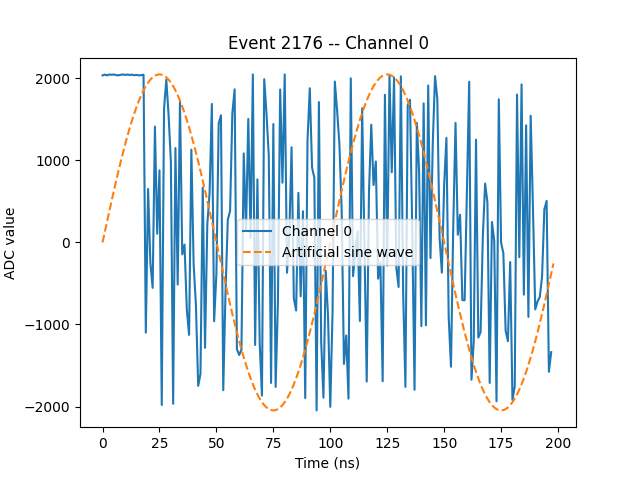 Event 2176 -- Channel 0
ADC value
2000
1000
0
−1000
−2000
Channel 0
Artificial sine wave
0 25 50 75 100 125 150 175 200
Time (ns)